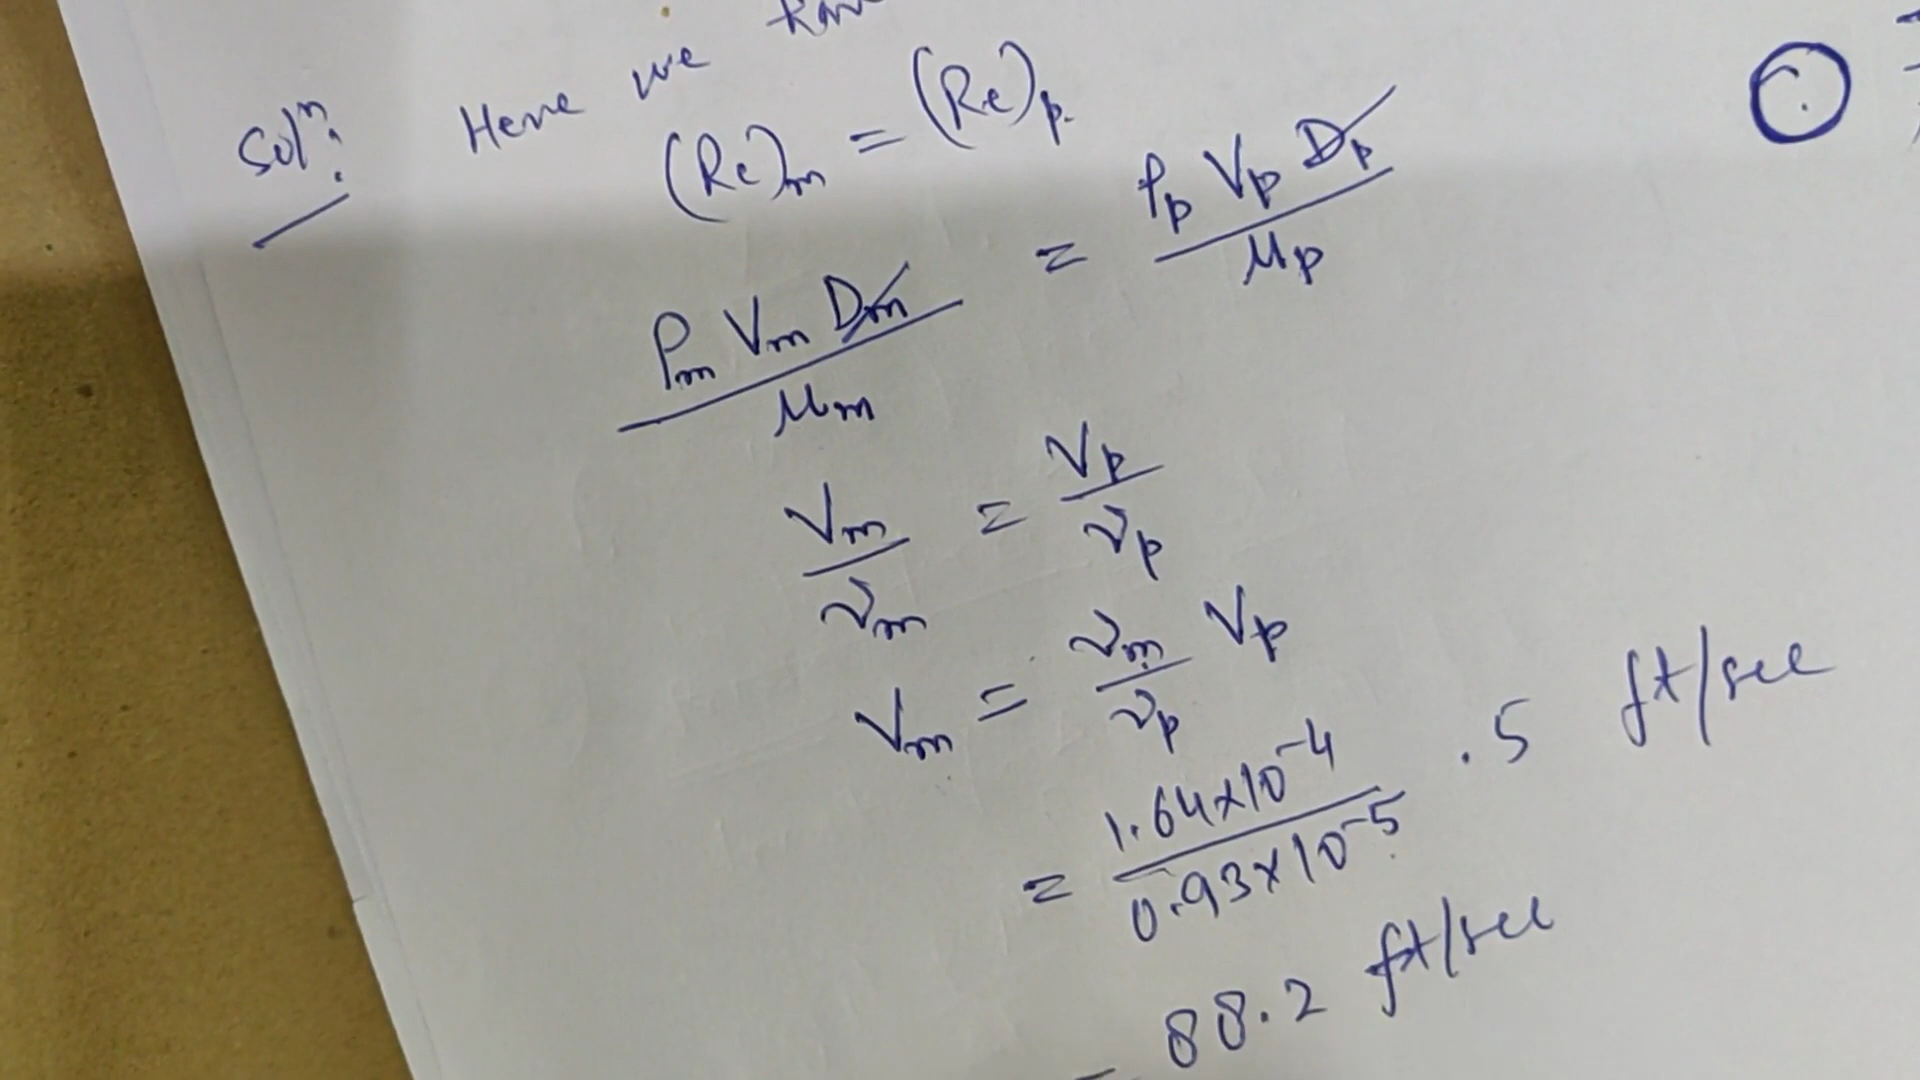 Soln: Here we
(Re)m = (Re)p.
ρm Vm Dm / μm = ρp Vp Dp / μp
Vm / νm = Vp / νp
Vm = νm / νp Vp
= 1.64×10^-4 / 0.93×10^-5 . 5 ft/sec
= 88.2 ft/sec